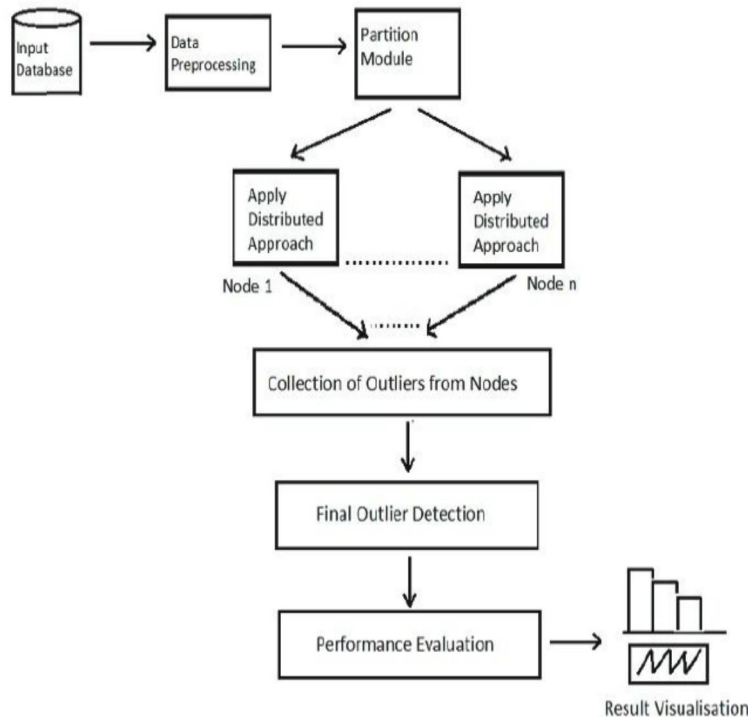 Input
Database
Data
Preprocessing
Partition
Module
Apply
Distributed
Approach
Node 1
Apply
Distributed
Approach
Node n
Collection of Outliers from Nodes
Final Outlier Detection
Performance Evaluation
Result Visualisation